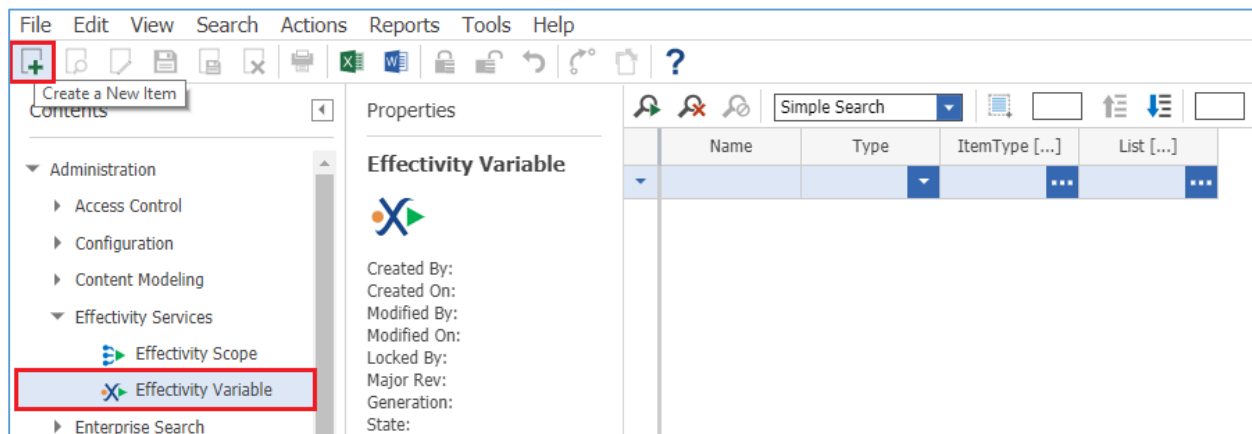 File Edit View Search Actions Reports Tools Help
?
Create a New Item
Contents
Properties
Simple Search
Name Type ItemType [...] List [...]
Administration
Access Control
Configuration
Content Modeling
Effectivity Services
Effectivity Scope
Effectivity Variable
Enterprise Search
Effectivity Variable
Created By:
Created On:
Modified By:
Modified On:
Locked By:
Major Rev:
Generation:
State: